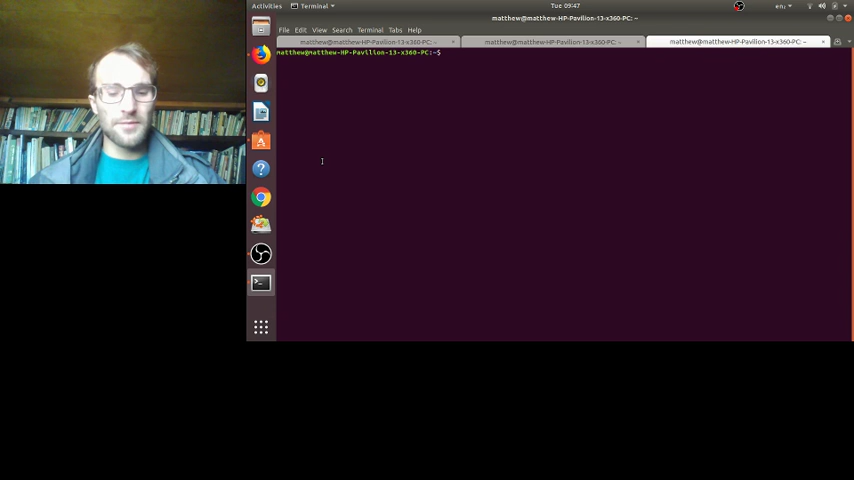 Activities Terminal Tue 09:47 en
matthew@matthew-HP-Pavilion-13-x360-PC: ~
File Edit View Search Terminal Tabs Help
matthew@matthew-HP-Pavilion-13-x360-PC: ~ × matthew@matthew-HP-Pavilion-13-x360-PC: ~ × matthew@matthew-HP-Pavilion-13-x360-PC: ~ ×
matthew@matthew-HP-Pavilion-13-x360-PC:~$